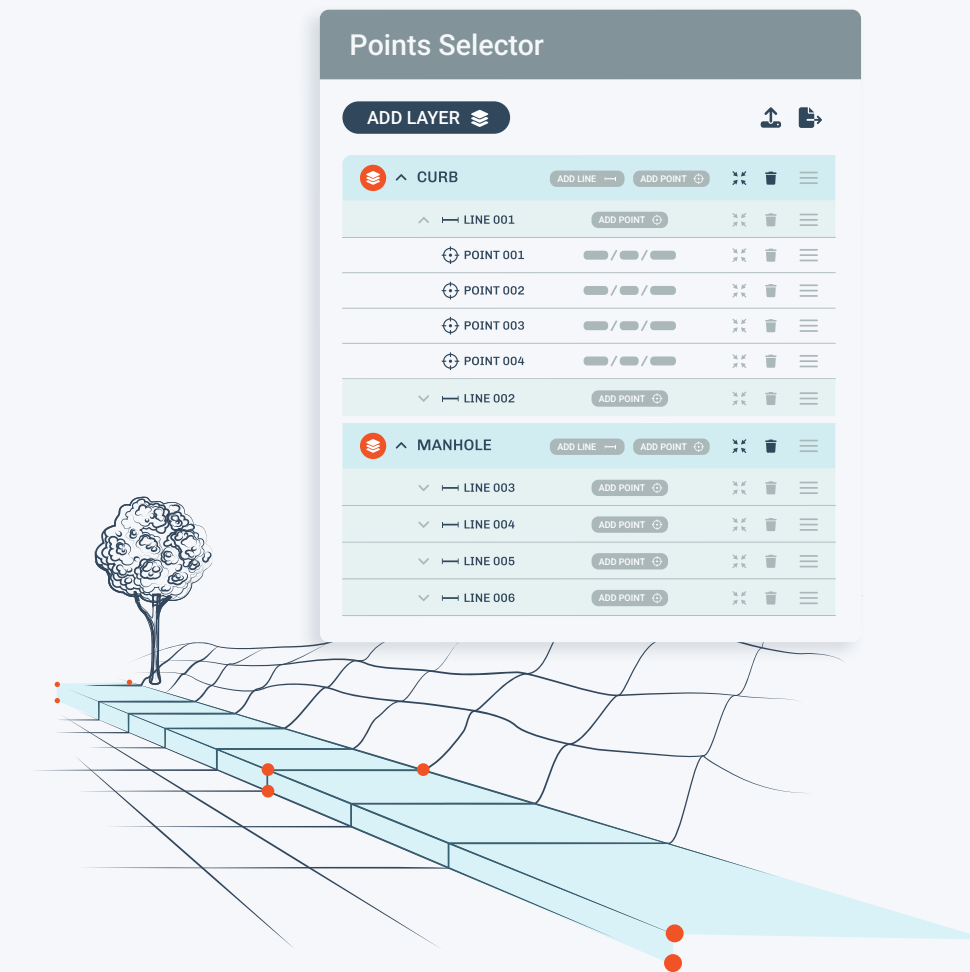 Points Selector
ADD LAYER
CURB ADD LINE ADD POINT
LINE 001 ADD POINT
POINT 001 / /
POINT 002 / /
POINT 003 / /
POINT 004 / /
LINE 002 ADD POINT
MANHOLE ADD LINE ADD POINT
LINE 003 ADD POINT
LINE 004 ADD POINT
LINE 005 ADD POINT
LINE 006 ADD POINT